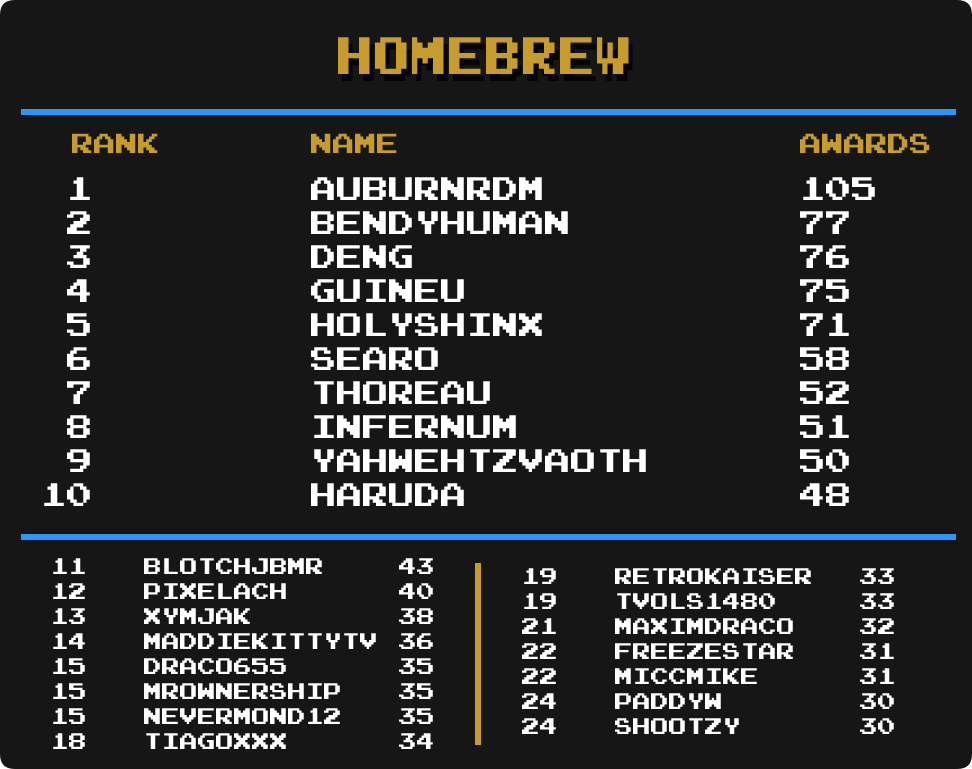 HOMEBREW
RANK NAME AWARDS
1 AUBURNRDM 105
2 BENDYHUMAN 77
3 DENG 76
4 GUINEU 75
5 HOLYSHINX 71
6 SEARO 58
7 THOREAU 52
8 INFERNUM 51
9 YAHWEHTZVAOTH 50
10 HARUDA 48
11 BLOTCHJBMR 43
12 PIXELACH 40
13 XYMJAK 38
14 MADDIEKITTYTV 36
15 DRACO655 35
15 MROWNERSHIP 35
15 NEVERMOND12 35
18 TIAGOXXX 34
19 RETROKAISER 33
19 TVOLS1480 33
21 MAXIMDRACO 32
22 FREEZESTAR 31
22 MICCMIKE 31
24 PADDYW 30
24 SHOOTZY 30